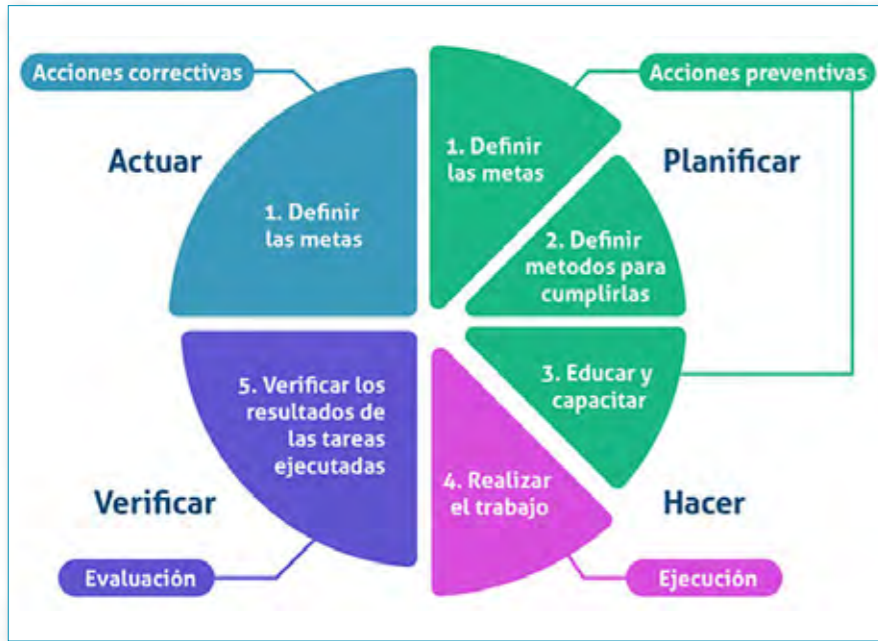 Acciones correctivas
Acciones preventivas
Actuar
Planificar
1. Definir
las metas
1. Definir
las metas
2. Definir
metodos para
cumplirlas
3. Educar y
capacitar
5. Verificar los
resultados de
las tareas
ejecutadas
4. Realizar
el trabajo
Verificar
Hacer
Evaluación
Ejecución